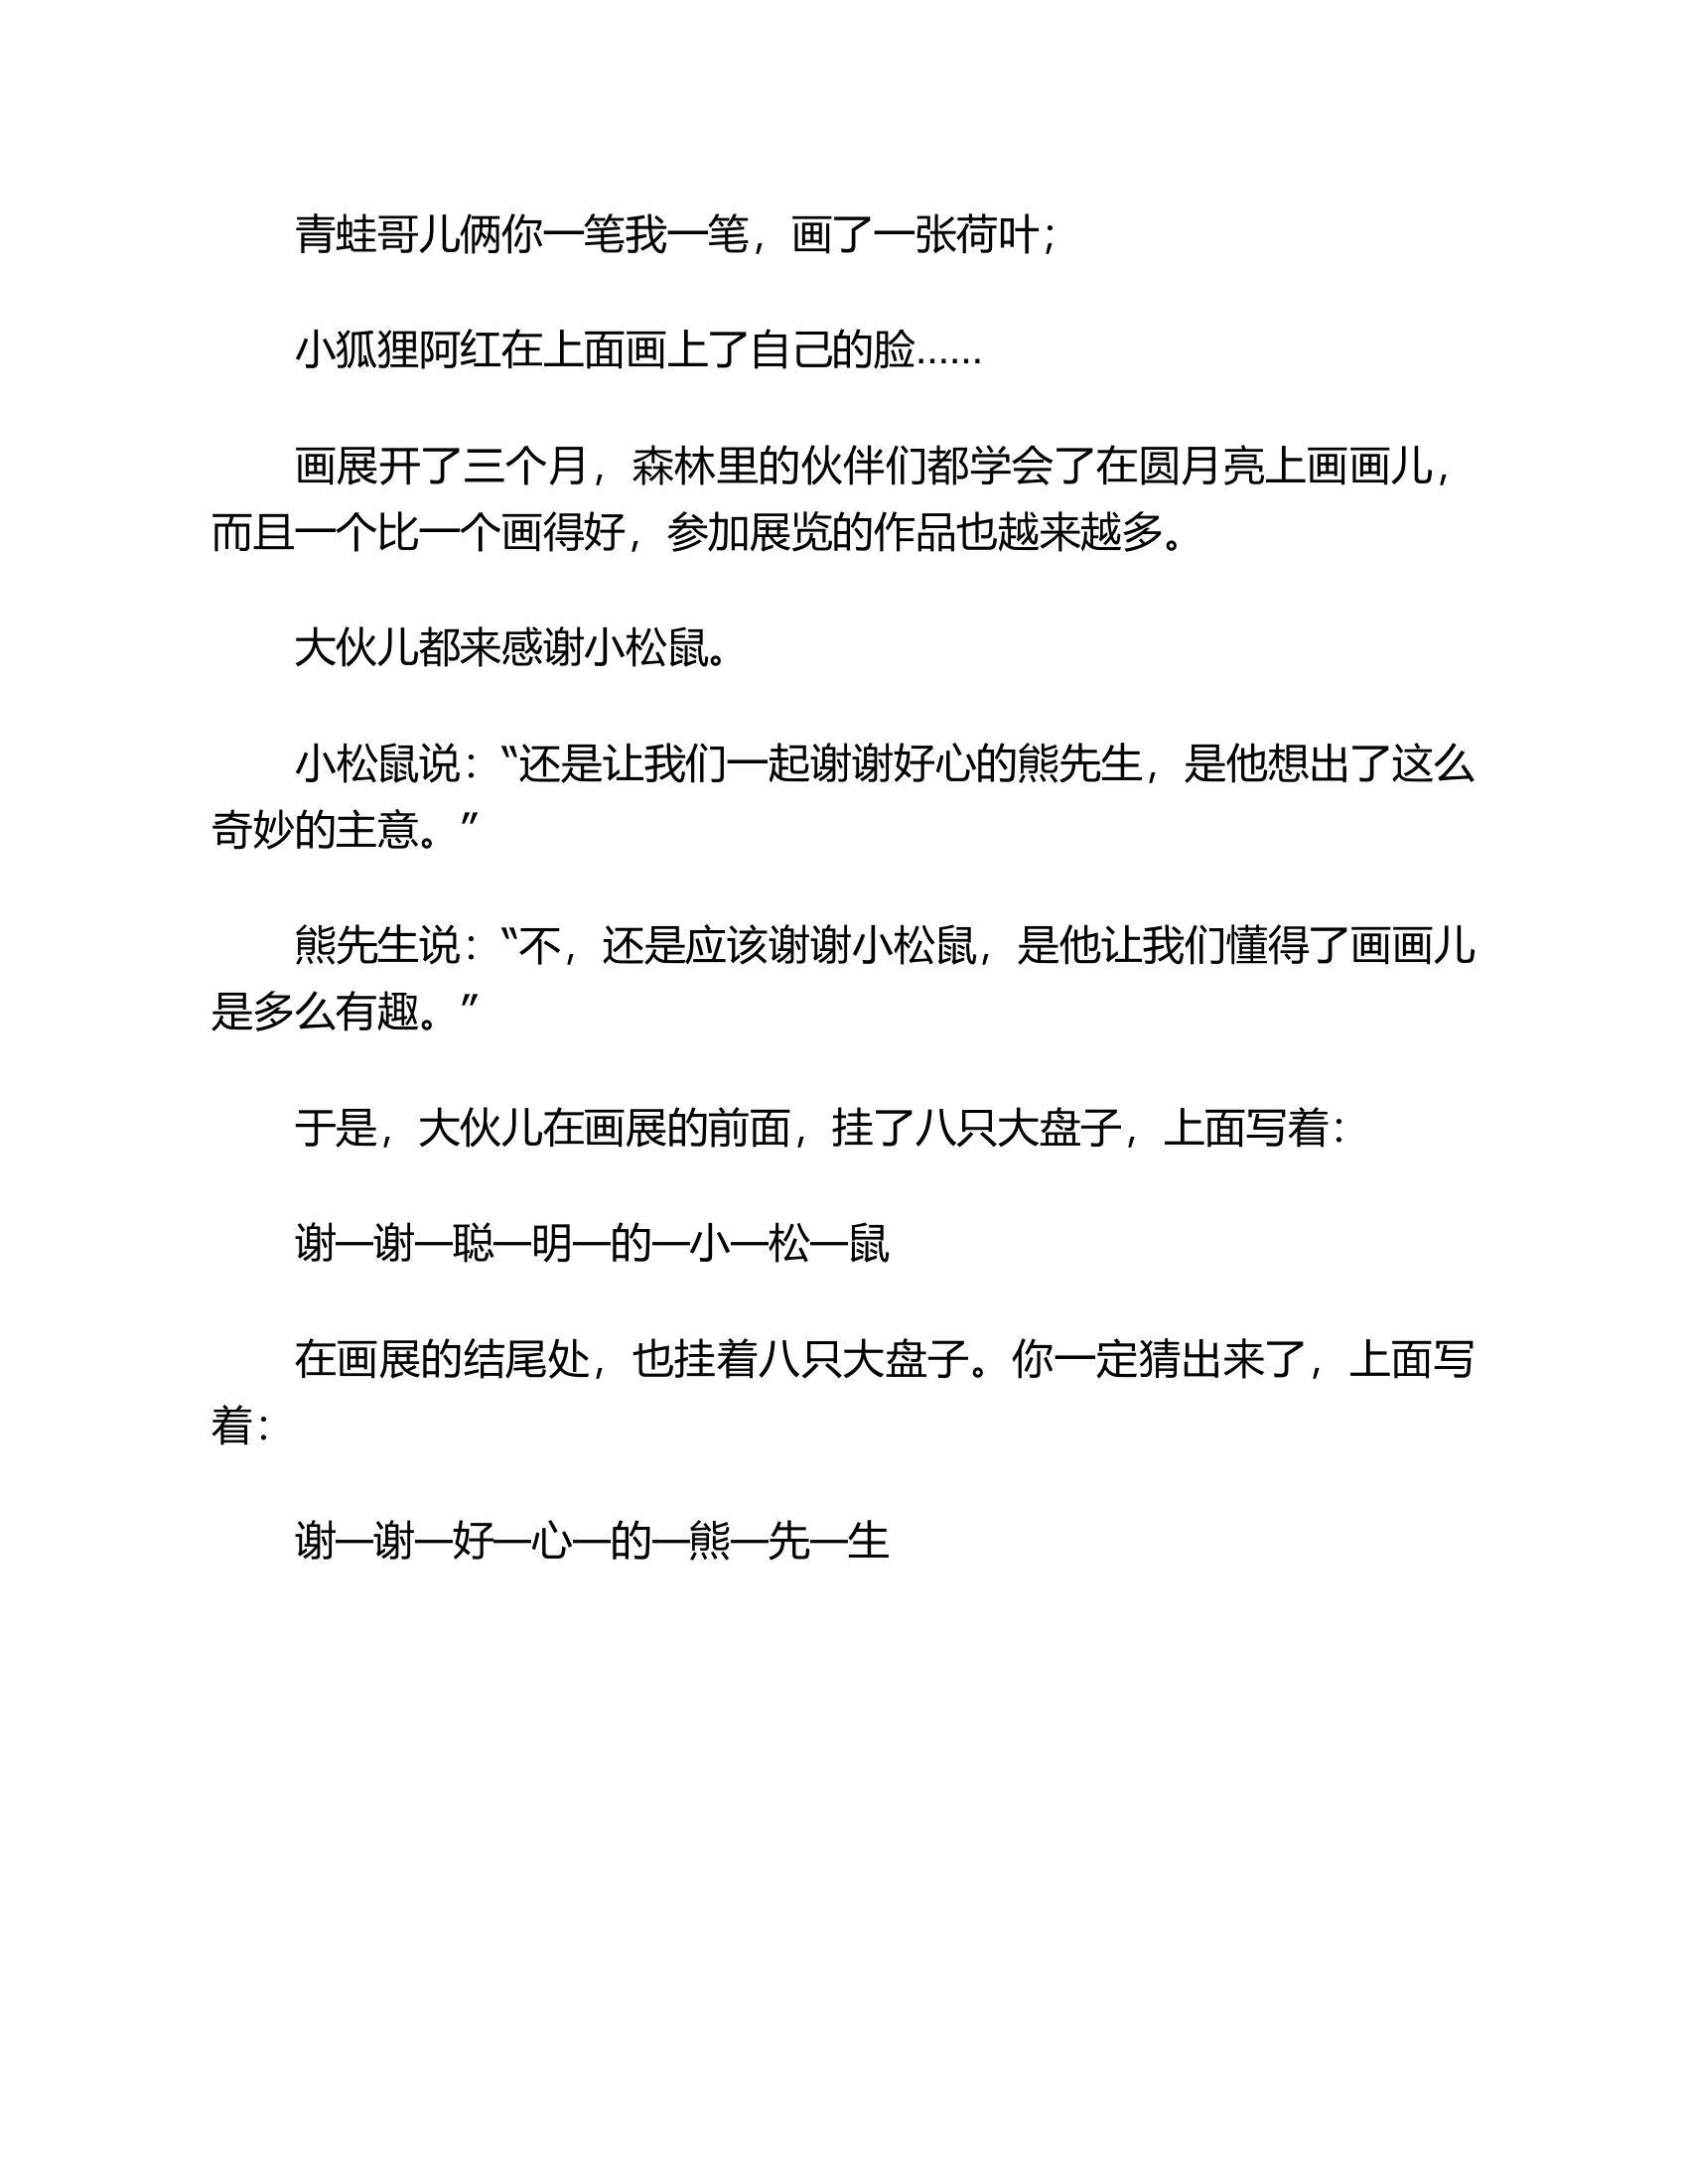 青蛙哥儿俩你一笔我一笔，画了一张荷叶；
小狐狸阿红在上面画上了自己的脸……
画展开了三个月，森林里的伙伴们都学会了在圆月亮上画画儿，
而且一个比一个画得好，参加展览的作品也越来越多。
大伙儿都来感谢小松鼠。
小松鼠说：“还是让我们一起谢谢好心的熊先生，是他想出了这么
奇妙的主意。”
熊先生说：“不，还是应该谢谢小松鼠，是他让我们懂得了画画儿
是多么有趣。”
于是，大伙儿在画展的前面，挂了八只大盘子，上面写着：
谢—谢—聪—明—的—小—松—鼠
在画展的结尾处，也挂着八只大盘子。你一定猜出来了，上面写
着：
谢—谢—好—心—的—熊—先—生